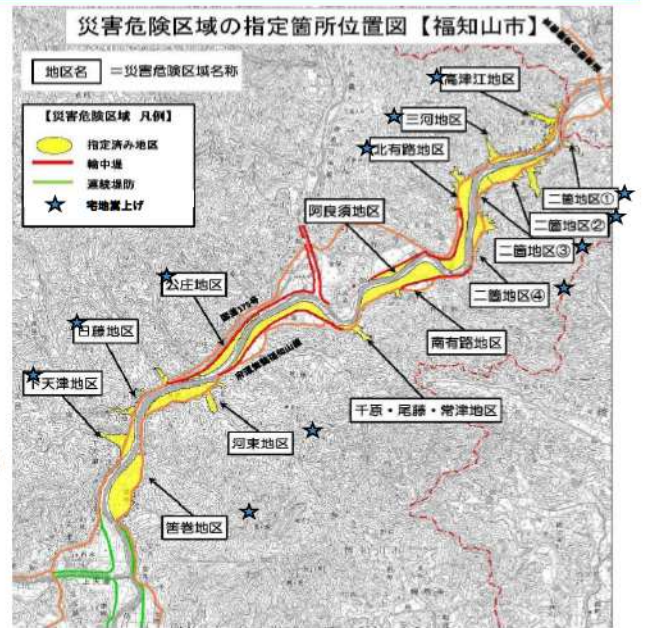 災害危険区域の指定箇所位置図【福知山市】
地区名 ＝災害危険区域名称
【災害危険区域 凡例】
指定済み地区
輪中堤
連続堤防
宅地嵩上げ
高津江地区
三河地区
北有路地区
二箇地区①
二箇地区②
阿良須地区
二箇地区③
公庄地区
二箇地区④
国道175号
日藤地区
南有路地区
下天津地区
千原・尾藤・常津地区
河東地区
筈巻地区